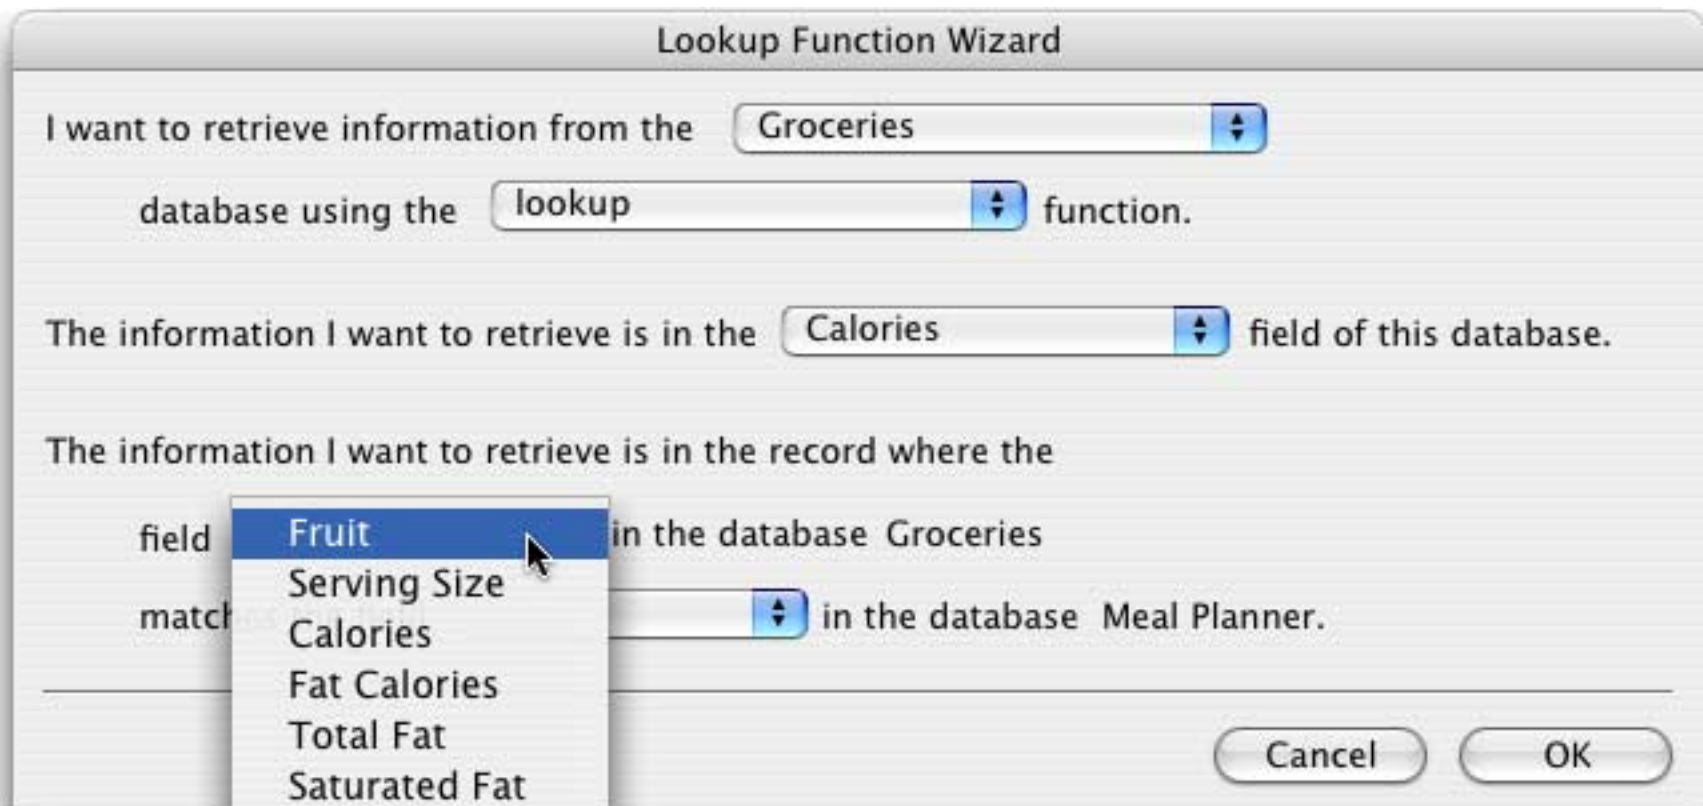 Lookup Function Wizard
I want to retrieve information from the Groceries
database using the lookup function.
The information I want to retrieve is in the Calories field of this database.
The information I want to retrieve is in the record where the
field Fruit in the database Groceries
Serving Size
match in the database Meal Planner.
Calories
Fat Calories
Total Fat
Saturated Fat
Cancel OK